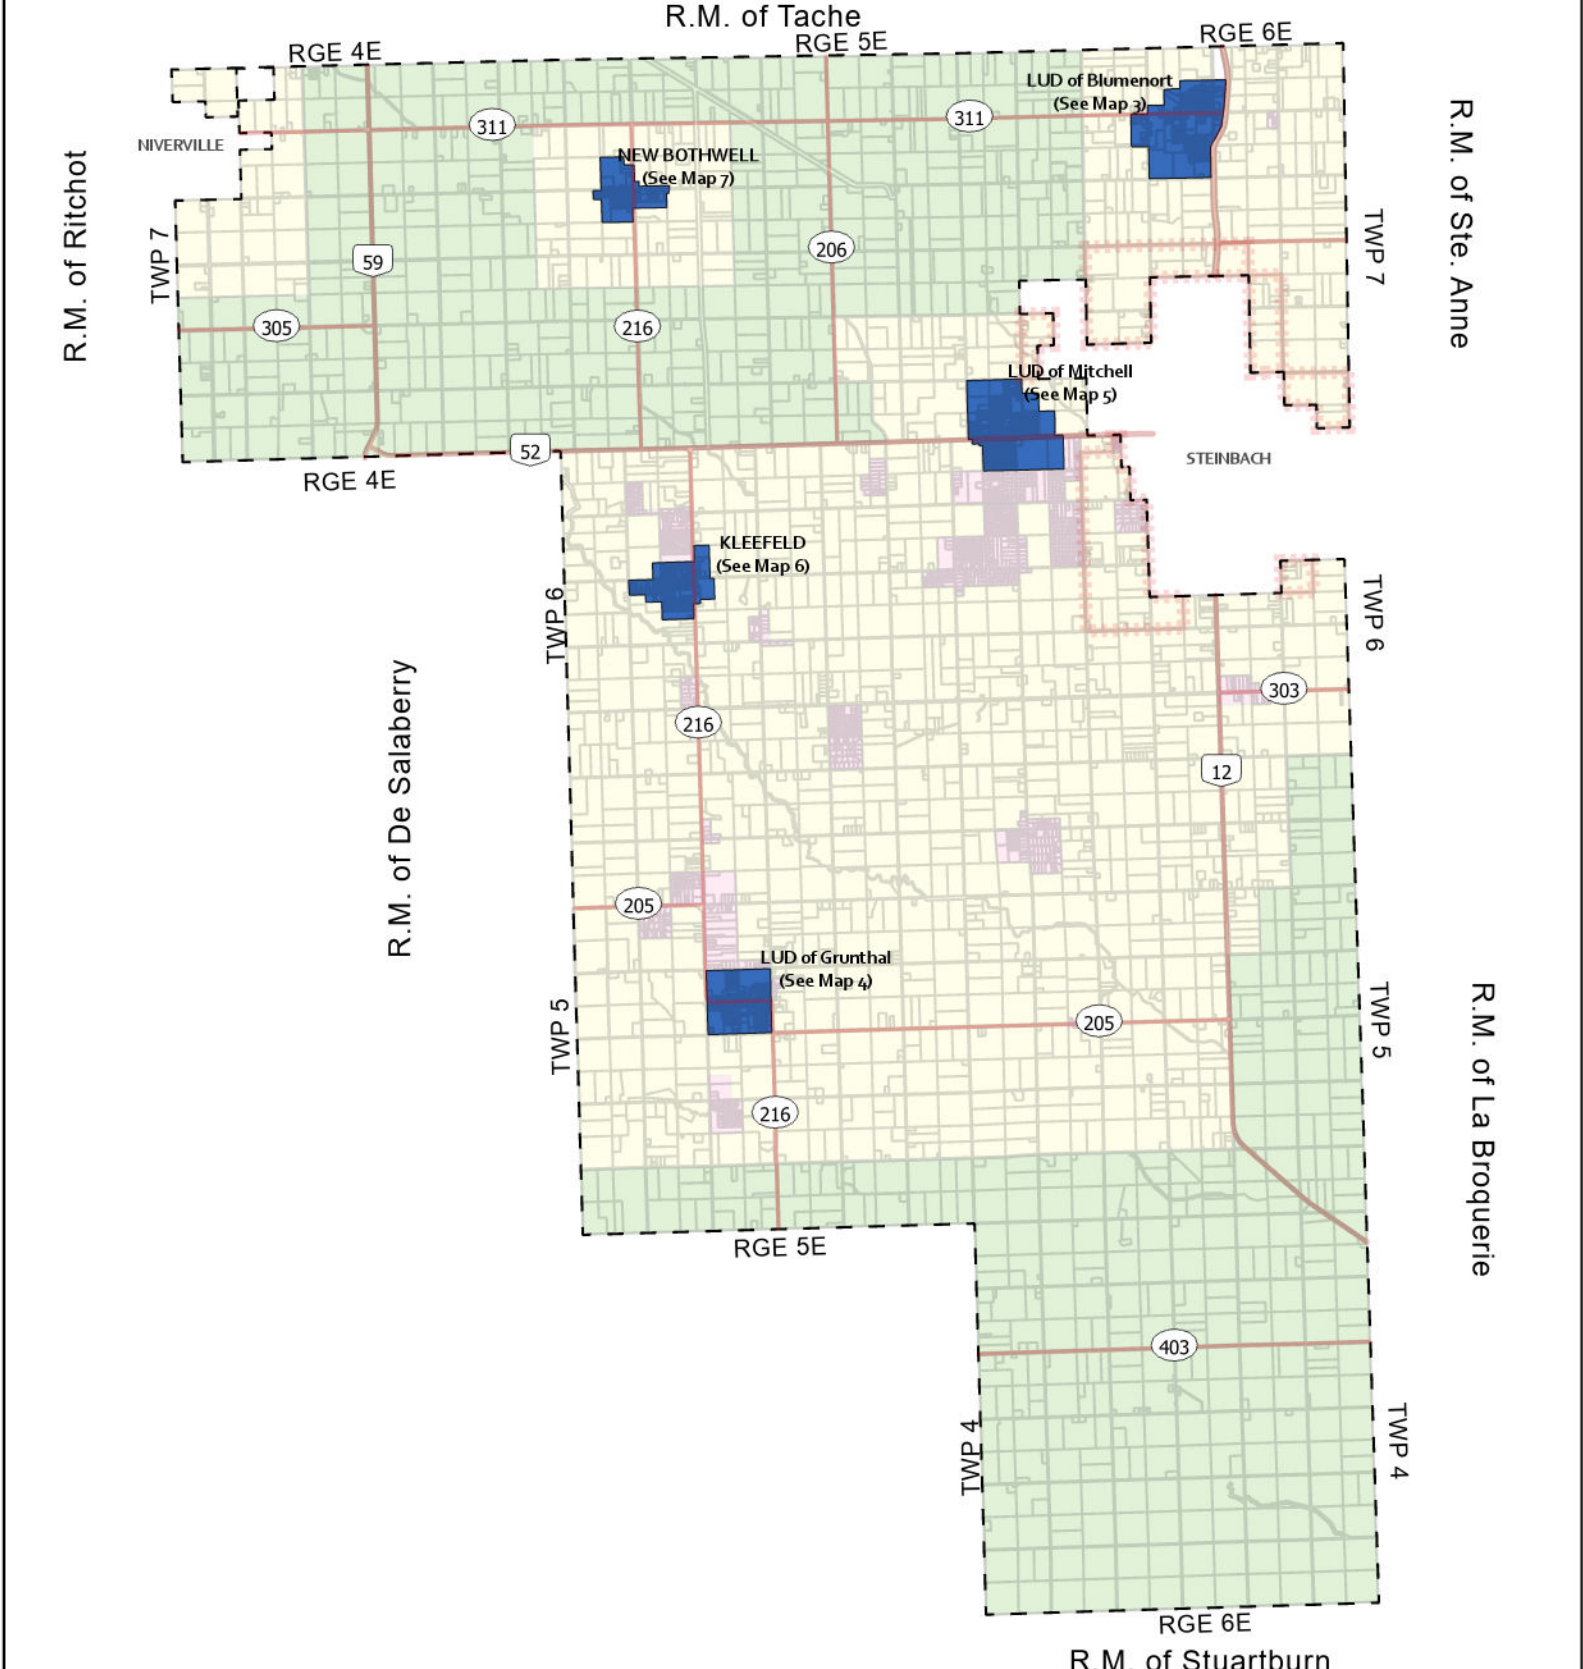 R.M. of Tache
RGE 4E
RGE 5E
RGE 6E
LUD of Blumenort
(See Map 3)
311
311
NIVERVILLE
NEW BOTHWELL
(See Map 7)
R.M. of Ritchot
R.M. of Ste. Anne
TWP 7
TWP 7
59
206
305
216
LUD of Mitchell
(See Map 5)
52
STEINBACH
RGE 4E
KLEEFELD
(See Map 6)
TWP 6
TWP 6
303
216
12
R.M. of De Salaberry
205
LUD of Grunthal
(See Map 4)
TWP 5
TWP 5
205
216
R.M. of La Broquerie
RGE 5E
403
TWP 4
TWP 4
RGE 6E
R.M. of Stuartburn